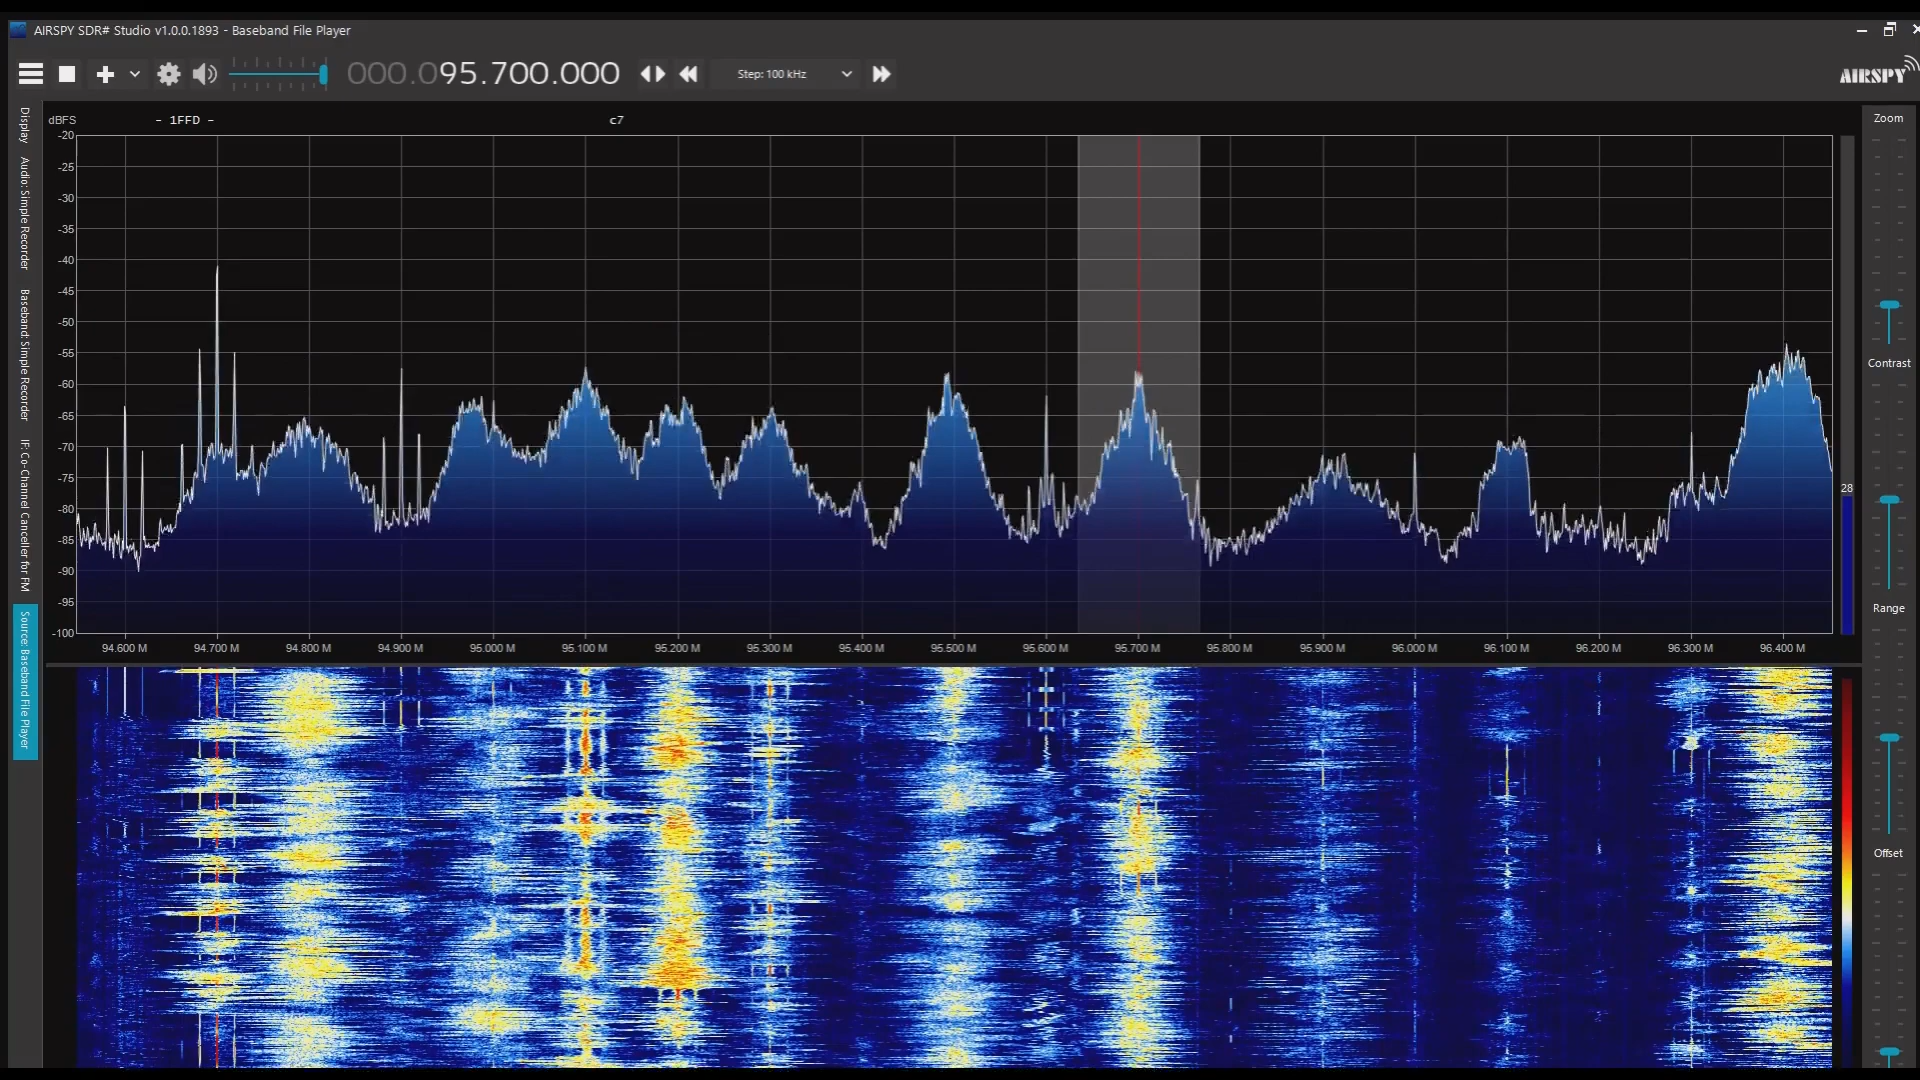 AIRSPY SDR# Studio v1.0.0.1893 - Baseband File Player
000.095.700.000
Step: 100 kHz
AIRSPY
dBFS
- 1FFD -
c7
-20
-25
-30
-35
-40
-45
-50
-55
-60
-65
-70
-75
-80
-85
-90
-95
-100
94.600 M 94.700 M 94.800 M 94.900 M 95.000 M 95.100 M 95.200 M 95.300 M 95.400 M 95.500 M 95.600 M 95.700 M 95.800 M 95.900 M 96.000 M 96.100 M 96.200 M 96.300 M 96.400 M
28
Display
Audio: Simple Recorder
Baseband: Simple Recorder
IF: Co-Channel Canceller for FM
Source: Baseband File Player
Zoom
Contrast
Range
Offset